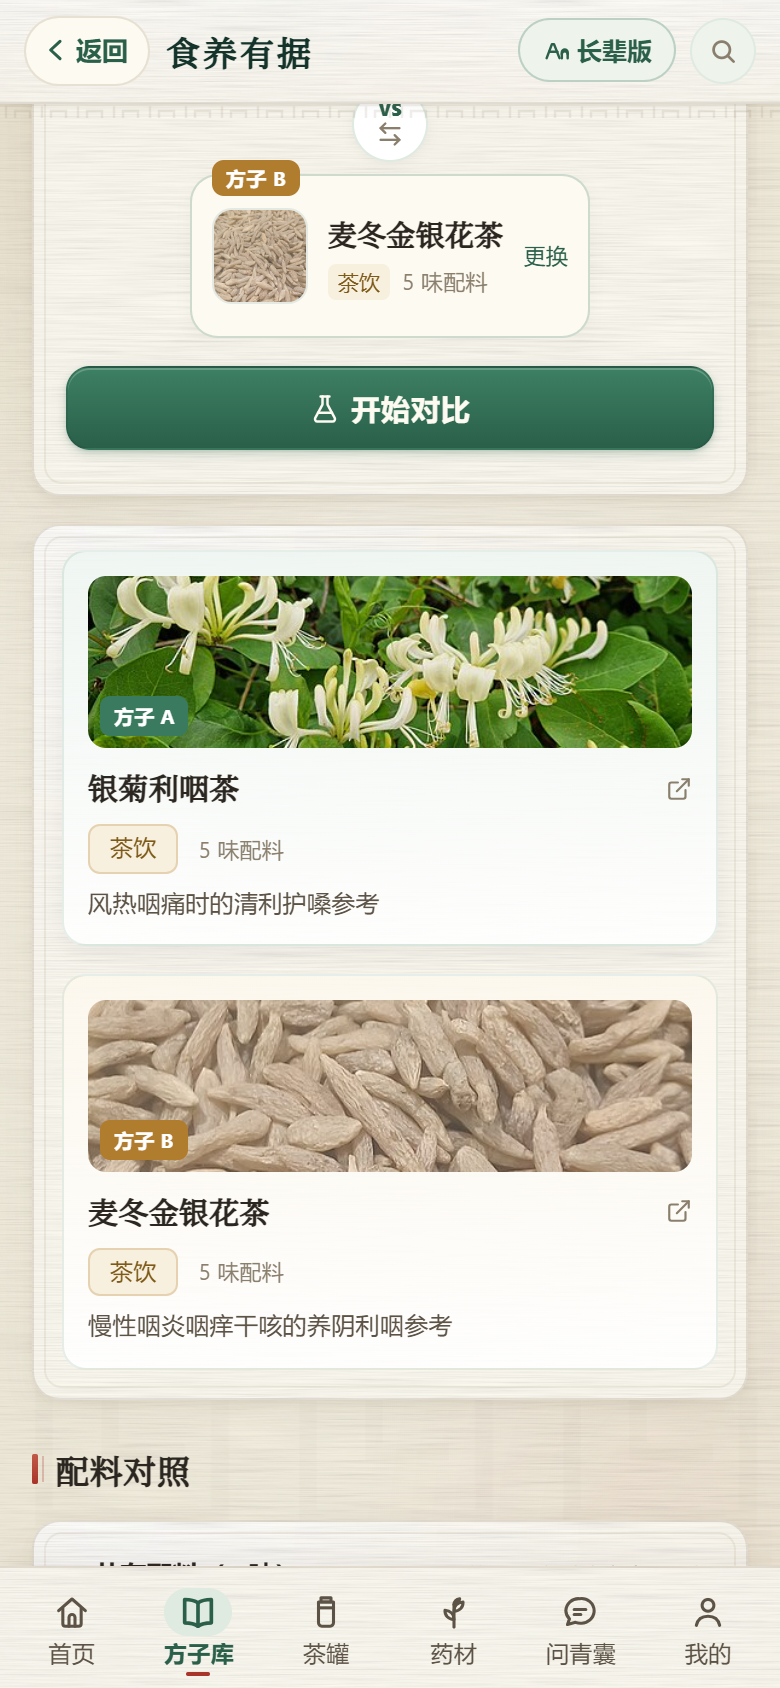 返回
食养有据
长辈版
VS
方子 B
麦冬金银花茶
茶饮 5 味配料
更换
开始对比
方子 A
银菊利咽茶
茶饮 5 味配料
风热咽痛时的清利护嗓参考
方子 B
麦冬金银花茶
茶饮 5 味配料
慢性咽炎咽痒干咳的养阴利咽参考
配料对照
首页 方子库 茶罐 药材 问青囊 我的